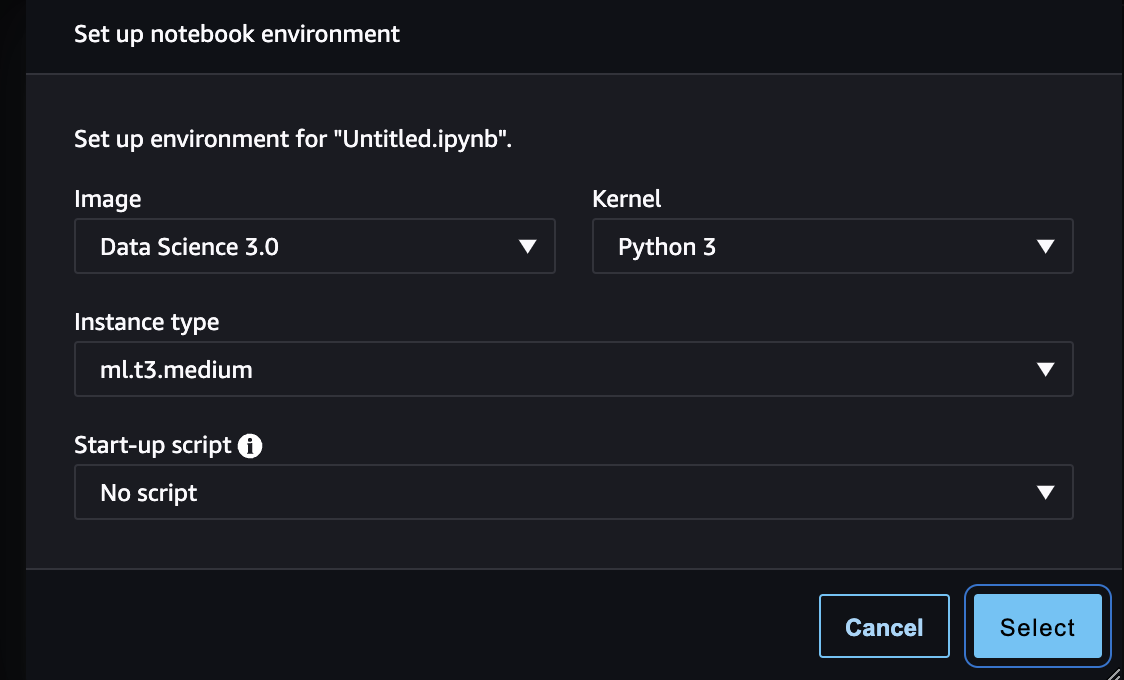 Set up notebook environment
Set up environment for "Untitled.ipynb".
Image
Kernel
Data Science 3.0
Python 3
Instance type
ml.t3.medium
Start-up script
No script
Cancel
Select